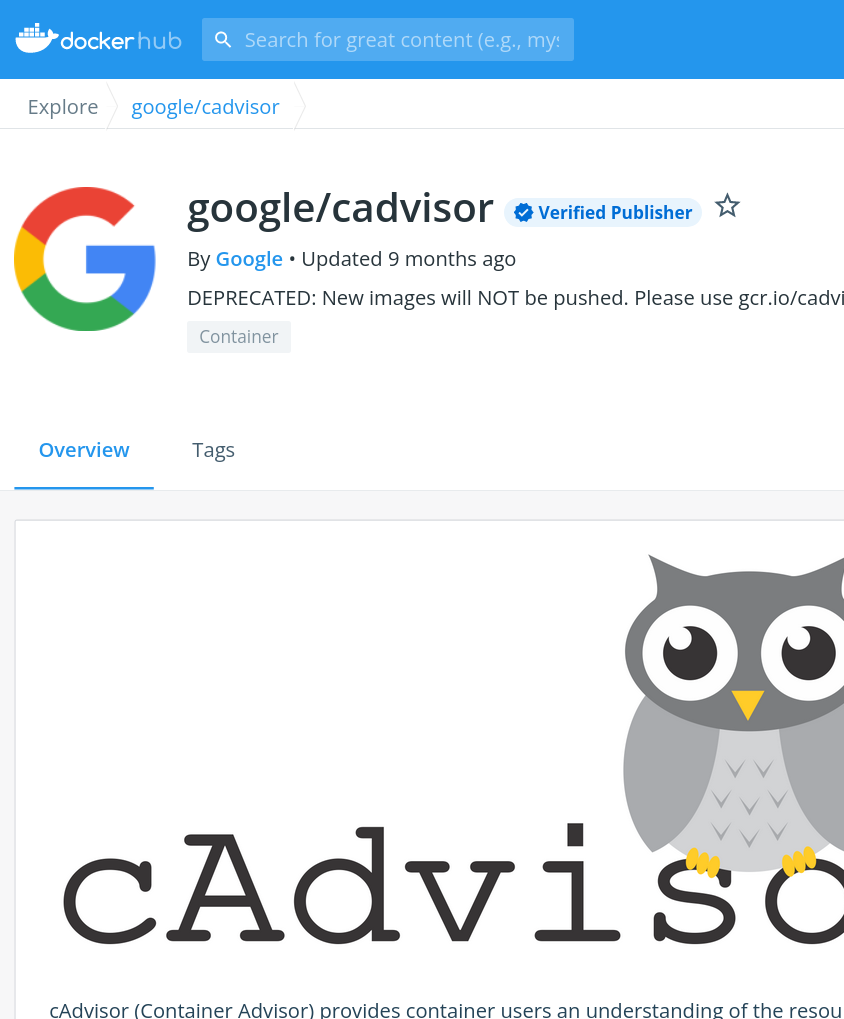 docker hub
Search for great content (e.g., mys
Explore
google/cadvisor
google/cadvisor Verified Publisher
By Google • Updated 9 months ago
DEPRECATED: New images will NOT be pushed. Please use gcr.io/cadvi
Container
Overview Tags
cAdviso
cAdvisor (Container Advisor) provides container users an understanding of the resou